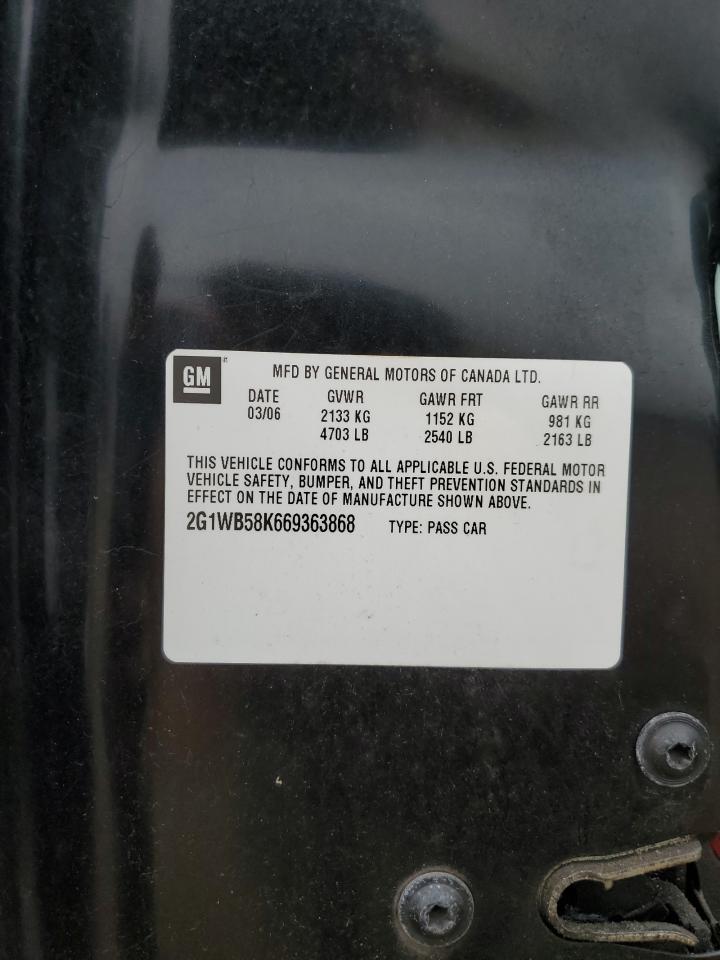 GM
MFD BY GENERAL MOTORS OF CANADA LTD.
DATE GVWR GAWR FRT GAWR RR
03/06 2133 KG 1152 KG 981 KG
4703 LB 2540 LB 2163 LB
THIS VEHICLE CONFORMS TO ALL APPLICABLE U.S. FEDERAL MOTOR
VEHICLE SAFETY, BUMPER, AND THEFT PREVENTION STANDARDS IN
EFFECT ON THE DATE OF MANUFACTURE SHOWN ABOVE.
2G1WB58K669363868 TYPE: PASS CAR